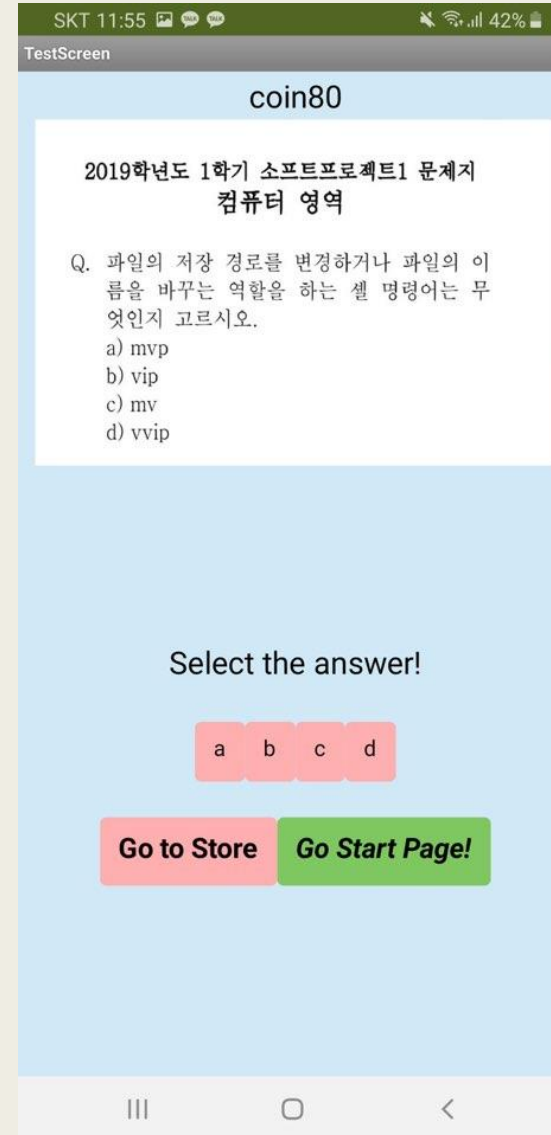 SKT 11:55 42%
TestScreen
coin80
2019학년도 1학기 소프트프로젝트1 문제지
컴퓨터 영역
Q. 파일의 저장 경로를 변경하거나 파일의 이
름을 바꾸는 역할을 하는 셸 명령어는 무
엇인지 고르시오.
a) mvp
b) vip
c) mv
d) vvip
Select the answer!
a b c d
Go to Store Go Start Page!